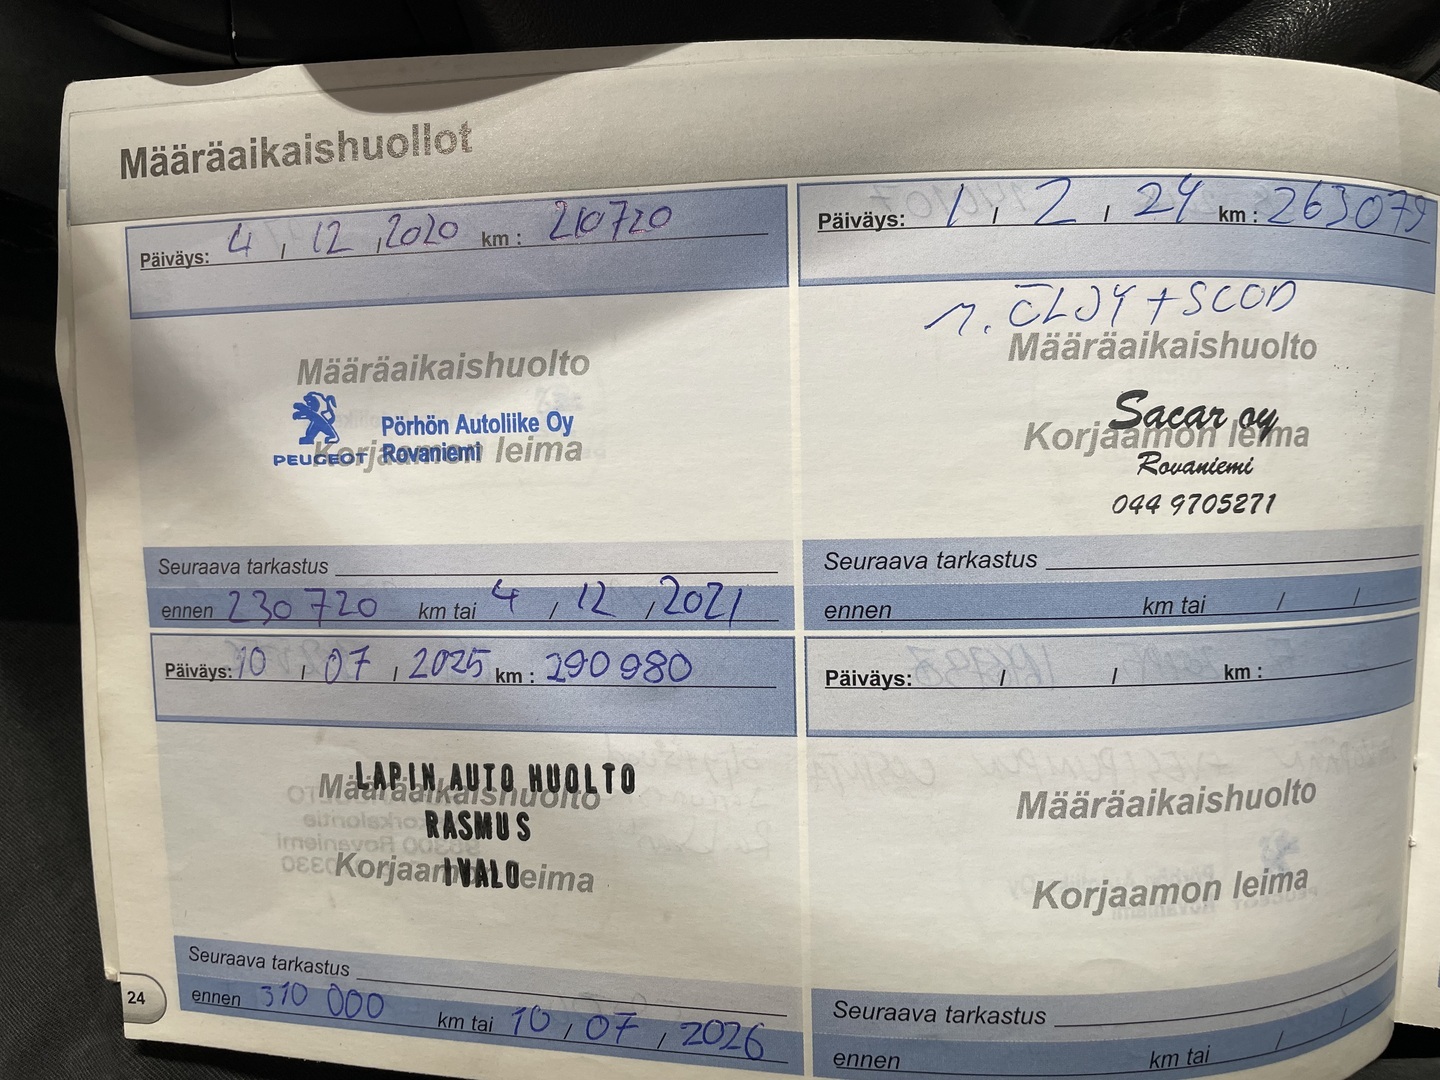 Määräaikaishuollot
Päiväys: 4 / 12 / 2020 km : 210720
Määräaikaishuolto
PEUGEOT
Pörhön Autoliike Oy
Rovaniemi
Korjaamon leima
Seuraava tarkastus
ennen 230 720 km tai 4 / 12 / 2021
Päiväys: 1 / 2 / 24 km : 263079
ÖLJY + SCOD
Määräaikaishuolto
Sacar oy
Korjaamon leima
Rovaniemi
044 9705271
Seuraava tarkastus
ennen km tai / /
Päiväys: 10 / 07 / 2025 km : 290980
LAPIN AUTO HUOLTO
Määräaikaishuolto
RASMUS
IVALO
Korjaamon leima
Seuraava tarkastus
ennen 310 000 km tai 10 / 07 / 2026
Päiväys: / / km :
Määräaikaishuolto
Korjaamon leima
Seuraava tarkastus
ennen km tai / /
24